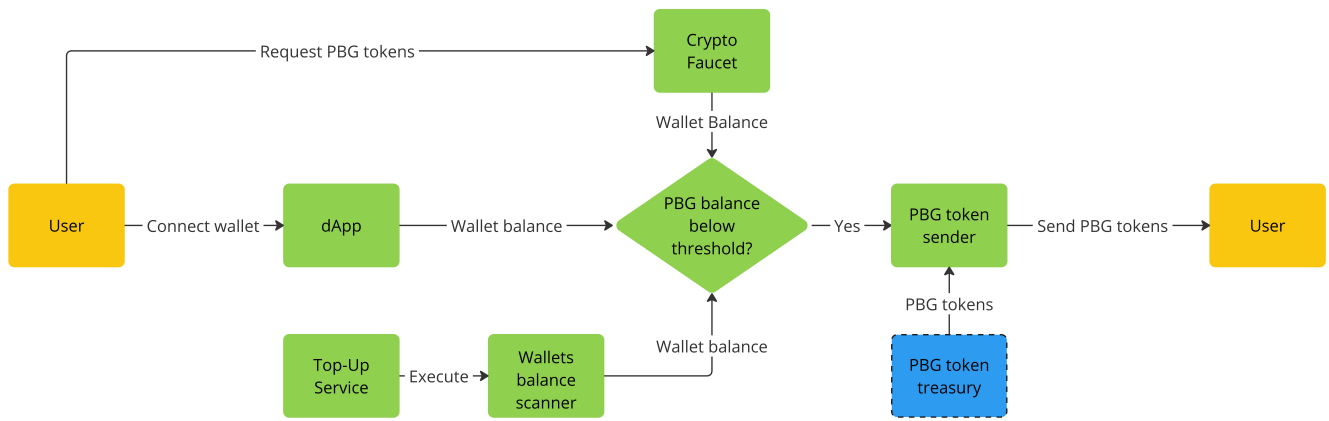 Crypto
Faucet
Request PBG tokens
Wallet Balance
User
Connect wallet
dApp
Wallet balance
PBG balance
below
threshold?
Yes
PBG token
sender
Send PBG tokens
User
PBG tokens
Top-Up
Service
Execute
Wallets
balance
scanner
Wallet balance
PBG token
treasury